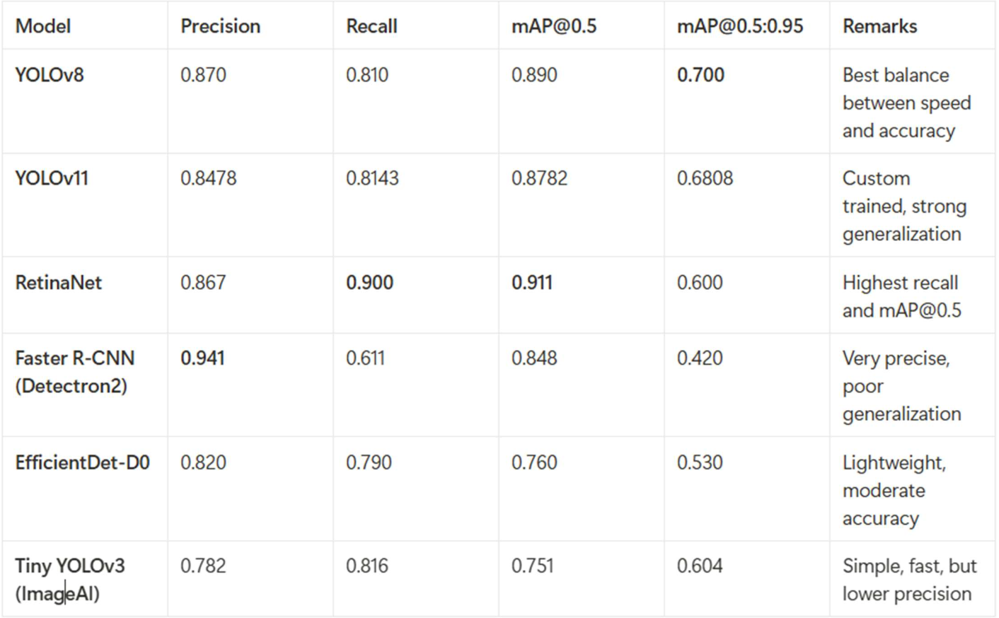 Model Precision Recall mAP@0.5 mAP@0.5:0.95 Remarks
YOLOv8 0.870 0.810 0.890 0.700 Best balance
between speed
and accuracy
YOLOv11 0.8478 0.8143 0.8782 0.6808 Custom
trained, strong
generalization
RetinaNet 0.867 0.900 0.911 0.600 Highest recall
and mAP@0.5
Faster R-CNN 0.941 0.611 0.848 0.420 Very precise,
(Detectron2) poor
generalization
EfficientDet-D0 0.820 0.790 0.760 0.530 Lightweight,
moderate
accuracy
Tiny YOLOv3 0.782 0.816 0.751 0.604 Simple, fast, but
(ImageAI) lower precision